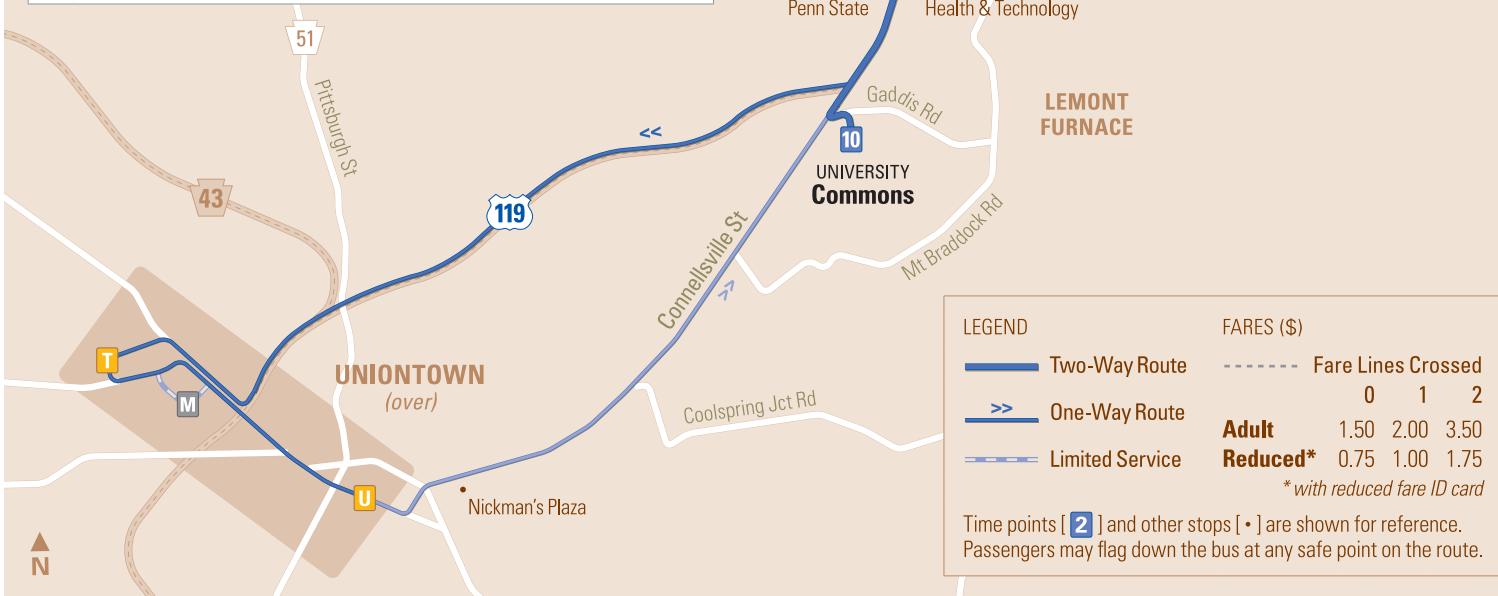 Penn State
Health & Technology
51
Pittsburgh St
Gaddis Rd
LEMONT
FURNACE
<<
10
UNIVERSITY
Commons
43
119
Connellsville St
>>
Mt Braddock Rd
T
M
UNIONTOWN
(over)
Coolspring Jct Rd
U
Nickman's Plaza
N
LEGEND
Two-Way Route
>>
One-Way Route
Limited Service
FARES ($)
Fare Lines Crossed
0 1 2
Adult 1.50 2.00 3.50
Reduced* 0.75 1.00 1.75
* with reduced fare ID card
Time points [ 2 ] and other stops [ • ] are shown for reference.
Passengers may flag down the bus at any safe point on the route.